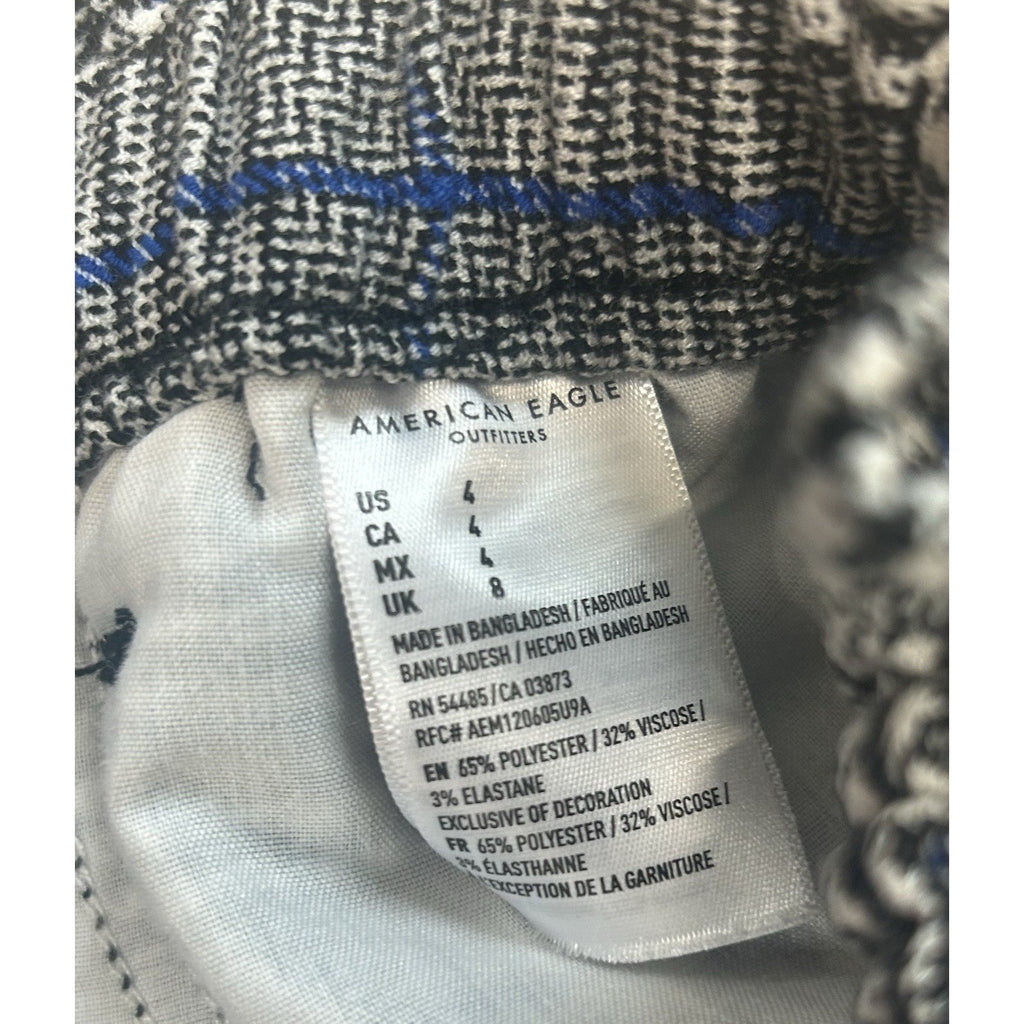 AMERICAN EAGLE
OUTFITTERS
US 4
CA 4
MX 4
UK 8
MADE IN BANGLADESH / FABRIQUÉ AU
BANGLADESH / HECHO EN BANGLADESH
RN 54485 / CA 03873
RFC# AEM120605U9A
EN 65% POLYESTER / 32% VISCOSE /
3% ELASTANE
EXCLUSIVE OF DECORATION
FR 65% POLYESTER / 32% VISCOSE /
3% ÉLASTHANNE
EXCEPTION DE LA GARNITURE